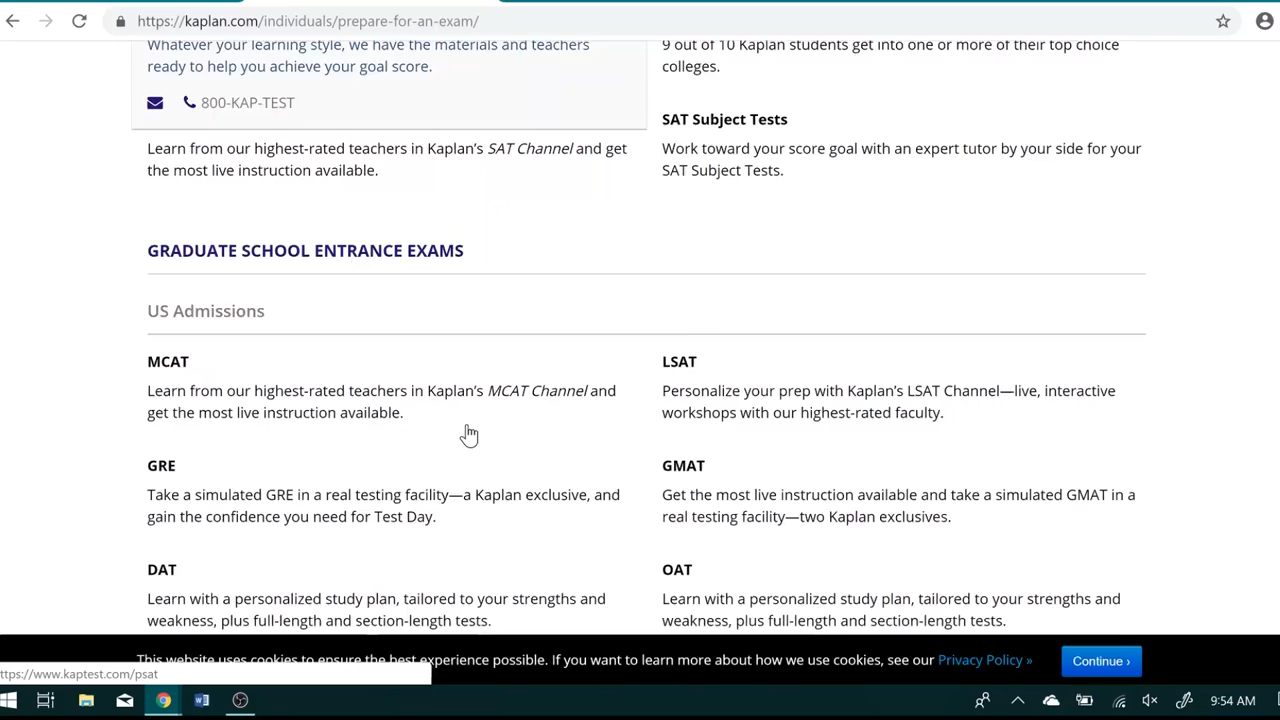 https://kaplan.com/individuals/prepare-for-an-exam/
Whatever your learning style, we have the materials and teachers
ready to help you achieve your goal score.
800-KAP-TEST
Learn from our highest-rated teachers in Kaplan's SAT Channel and get
the most live instruction available.
9 out of 10 Kaplan students get into one or more of their top choice
colleges.
SAT Subject Tests
Work toward your score goal with an expert tutor by your side for your
SAT Subject Tests.
GRADUATE SCHOOL ENTRANCE EXAMS
US Admissions
MCAT
Learn from our highest-rated teachers in Kaplan's MCAT Channel and
get the most live instruction available.
LSAT
Personalize your prep with Kaplan's LSAT Channel—live, interactive
workshops with our highest-rated faculty.
GRE
Take a simulated GRE in a real testing facility—a Kaplan exclusive, and
gain the confidence you need for Test Day.
GMAT
Get the most live instruction available and take a simulated GMAT in a
real testing facility—two Kaplan exclusives.
DAT
Learn with a personalized study plan, tailored to your strengths and
weakness, plus full-length and section-length tests.
OAT
Learn with a personalized study plan, tailored to your strengths and
weakness, plus full-length and section-length tests.
This website uses cookies to ensure the best experience possible. If you want to learn more about how we use cookies, see our Privacy Policy »
Continue ›
ttps://www.kaptest.com/psat
9:54 AM